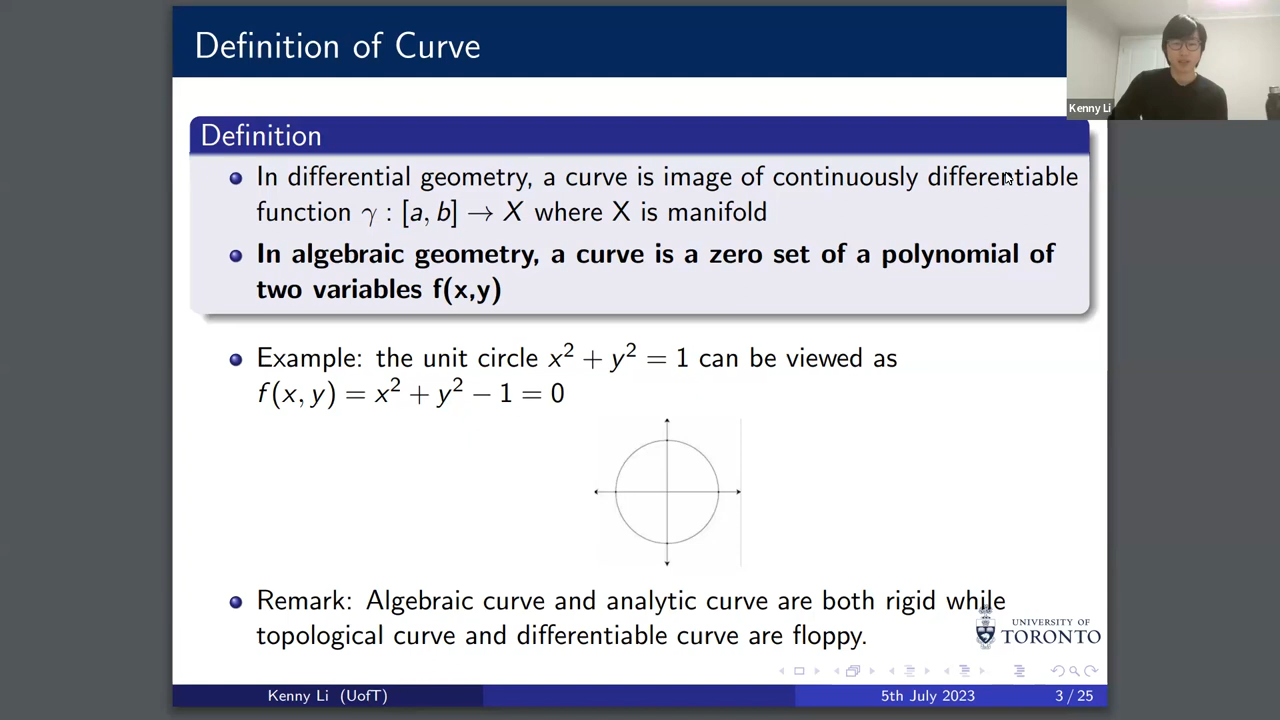 Definition of Curve
Kenny Li
Definition
In differential geometry, a curve is image of continuously differentiable
function γ : [a, b] → X where X is manifold
In algebraic geometry, a curve is a zero set of a polynomial of
two variables f(x,y)
Example: the unit circle x² + y² = 1 can be viewed as
f(x, y) = x² + y² − 1 = 0
Remark: Algebraic curve and analytic curve are both rigid while
topological curve and differentiable curve are floppy.
UNIVERSITY OF
TORONTO
Kenny Li (UofT) 5th July 2023 3 / 25